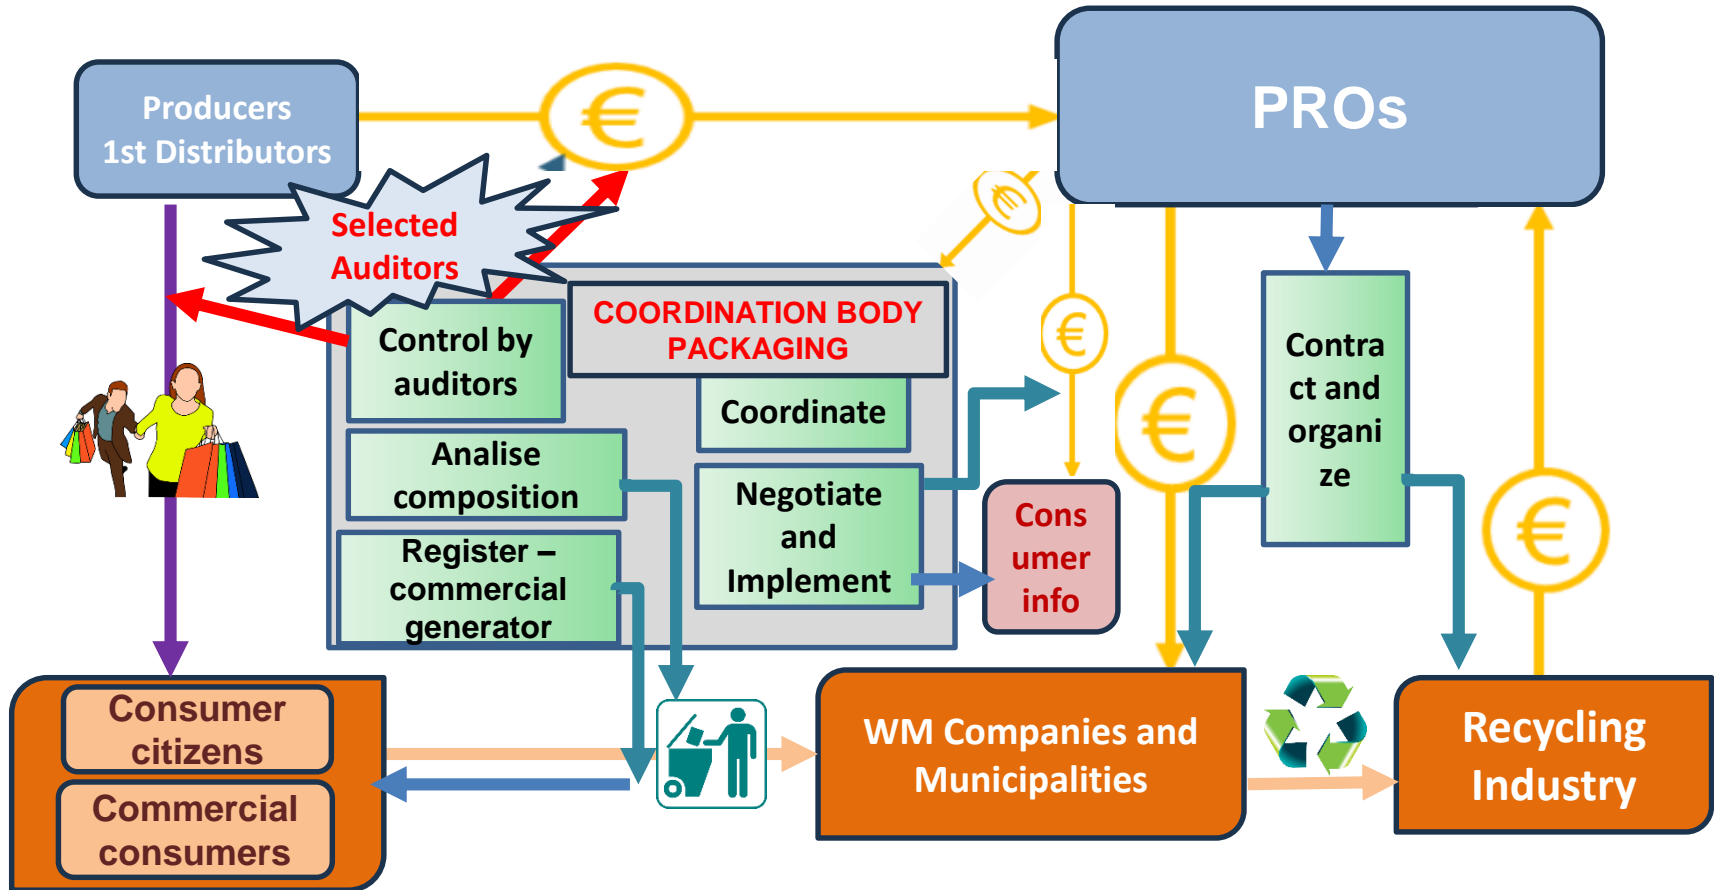 Producers
1st Distributors
€
PROs
€
Selected
Auditors
COORDINATION BODY
PACKAGING
Control by
auditors
Coordinate
€
Contra
ct and
organi
ze
€
Analise
composition
Negotiate
and
Implement
Cons
umer
info
€
Register –
commercial
generator
Consumer
citizens
Commercial
consumers
WM Companies and
Municipalities
Recycling
Industry